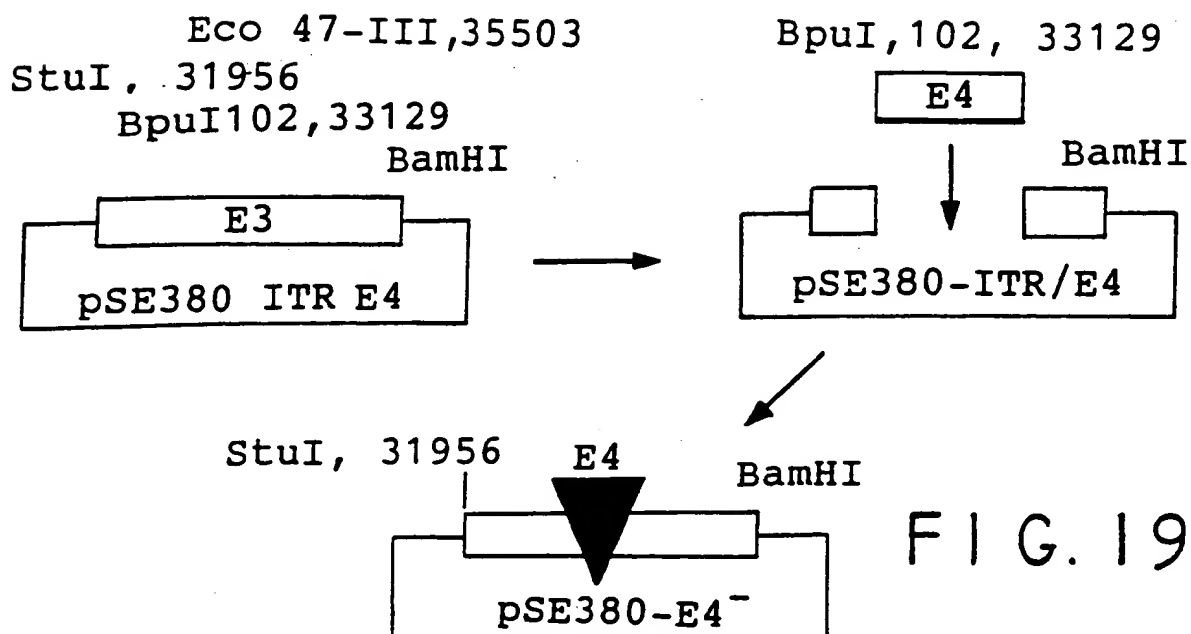 Eco 47-III,35503
StuI, 31956
BpuI102,33129
BamHI
E3
pSE380 ITR E4
BpuI,102, 33129
E4
BamHI
pSE380-ITR/E4
StuI, 31956
E4
BamHI
pSE380-E4⁻
FIG. 19